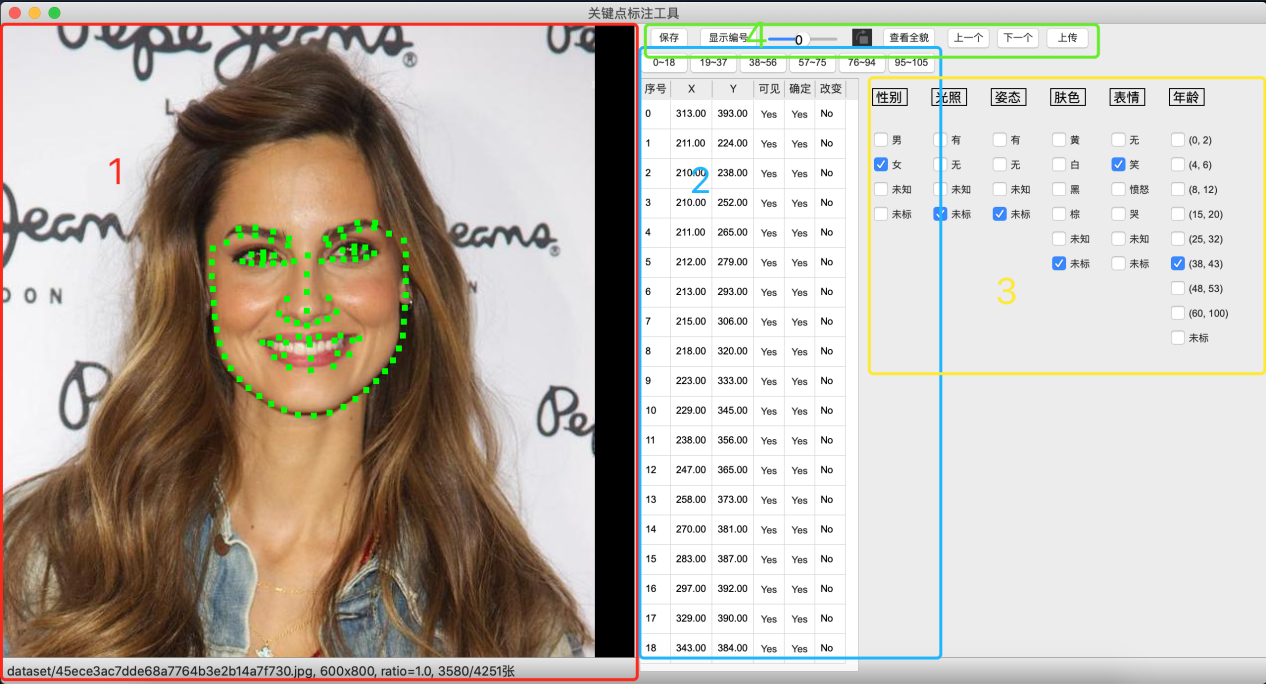 关键点标注工具
保存 显示编号 0 查看全貌 上一个 下一个 上传
4
0~18 19~37 38~56 57~75 76~94 95~105
序号 X Y 可见 确定 改变
0 313.00 393.00 Yes Yes No
1 211.00 224.00 Yes Yes No
2 210.00 238.00 Yes Yes No
3 210.00 252.00 Yes Yes No
4 211.00 265.00 Yes Yes No
5 212.00 279.00 Yes Yes No
6 213.00 293.00 Yes Yes No
7 215.00 306.00 Yes Yes No
8 218.00 320.00 Yes Yes No
9 223.00 333.00 Yes Yes No
10 229.00 345.00 Yes Yes No
11 238.00 356.00 Yes Yes No
12 247.00 365.00 Yes Yes No
13 258.00 373.00 Yes Yes No
14 270.00 381.00 Yes Yes No
15 283.00 387.00 Yes Yes No
16 297.00 392.00 Yes Yes No
17 329.00 390.00 Yes Yes No
18 343.00 384.00 Yes Yes No
2
性别 光照 姿态 肤色 表情 年龄
男 有 有 黄 无 (0, 2)
女 无 无 白 笑 (4, 6)
未知 未知 未知 黑 愤怒 (8, 12)
未标 未标 未标 棕 哭 (15, 20)
未知 未知 (25, 32)
未标 未标 (38, 43)
(48, 53)
(60, 100)
未标
3
1
Pepe Jeans
®
Jeans
eans
®
DON
Pe
dataset/45ece3ac7dde68a7764b3e2b14a7f730.jpg, 600x800, ratio=1.0, 3580/4251张